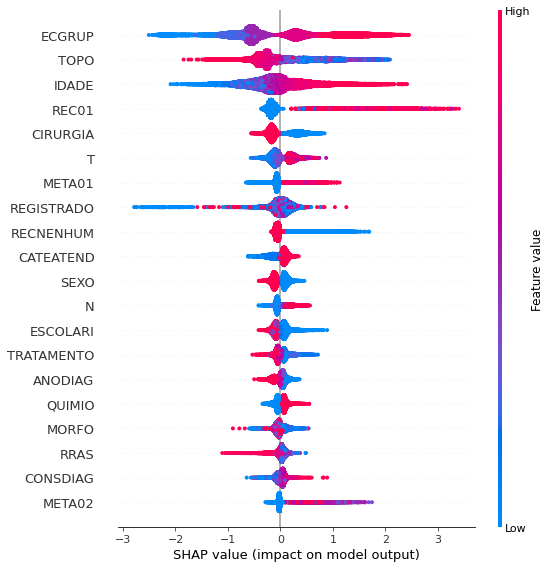 High
ECGRUP
TOPO
IDADE
REC01
CIRURGIA
T
META01
REGISTRADO
RECNENHUM
CATEATEND
SEXO
N
ESCOLARI
TRATAMENTO
ANODIAG
QUIMIO
MORFO
RRAS
CONSDIAG
META02
Feature value
Low
−3 −2 −1 0 1 2 3
SHAP value (impact on model output)